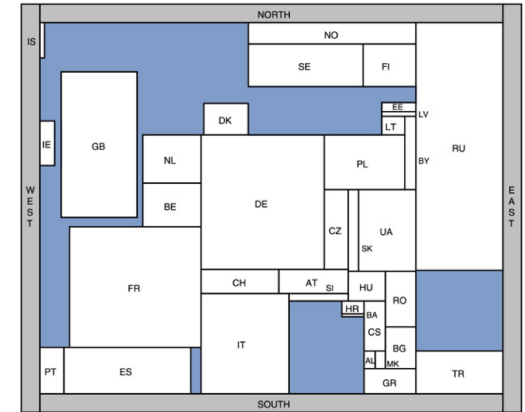 NORTH
IS
NO
SE
FI
EE
LV
DK
LT
IE
GB
NL
PL
BY
RU
WEST
EAST
BE
DE
CZ
UA
SK
FR
CH
AT
SI
HU
RO
HR
BA
CS
IT
BG
AL
MK
PT
ES
GR
TR
SOUTH